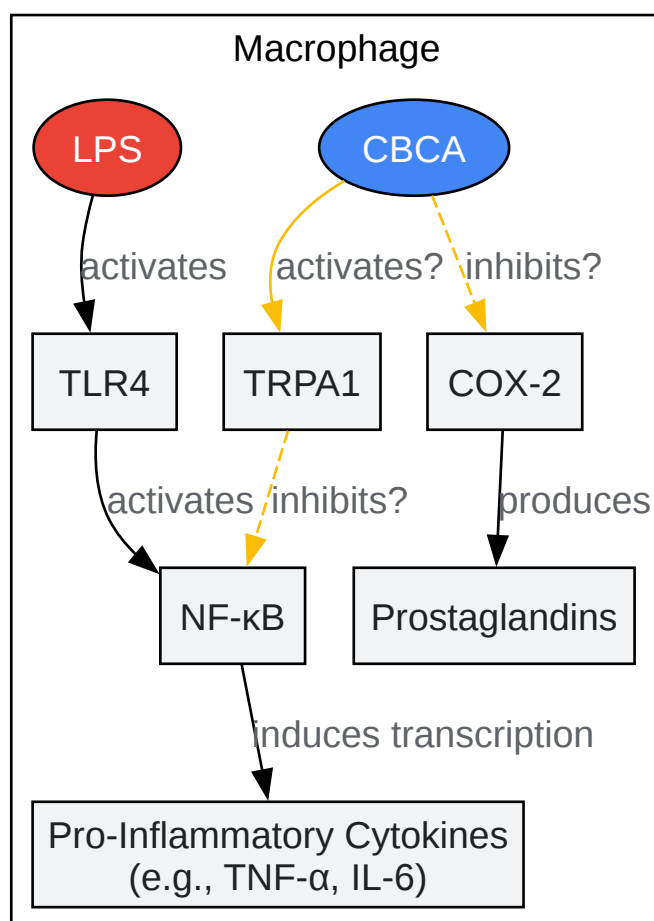 Macrophage
LPS
CBCA
activates
activates?
inhibits?
TLR4
TRPA1
COX-2
activates
inhibits?
produces
NF-κB
Prostaglandins
induces transcription
Pro-Inflammatory Cytokines
(e.g., TNF-α, IL-6)